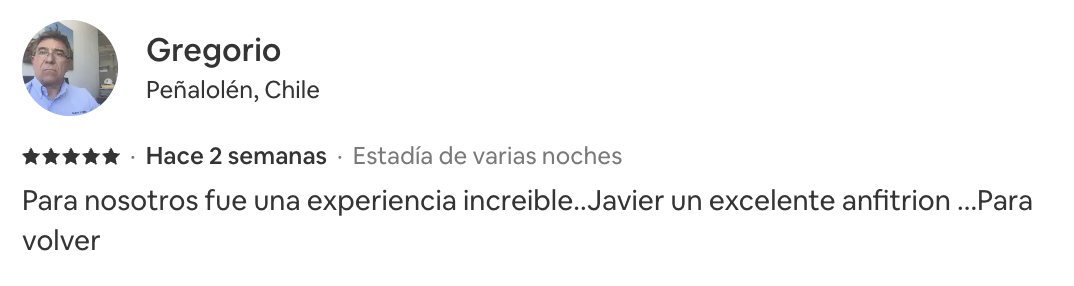 Gregorio
Peñalolén, Chile
★★★★★ · Hace 2 semanas · Estadía de varias noches
Para nosotros fue una experiencia increible..Javier un excelente anfitrion ...Para
volver